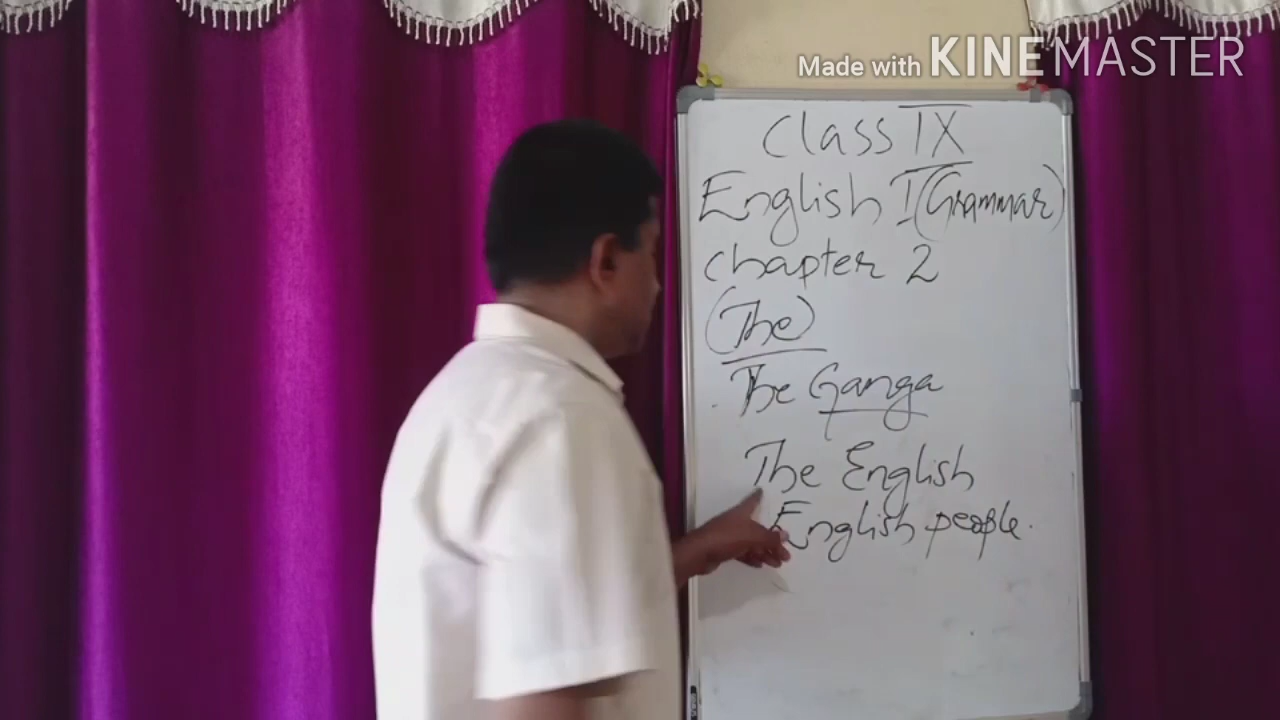 Made with KINEMASTER
Class IX
English I (Grammar)
chapter 2
(The)
The Ganga
The English
English people.